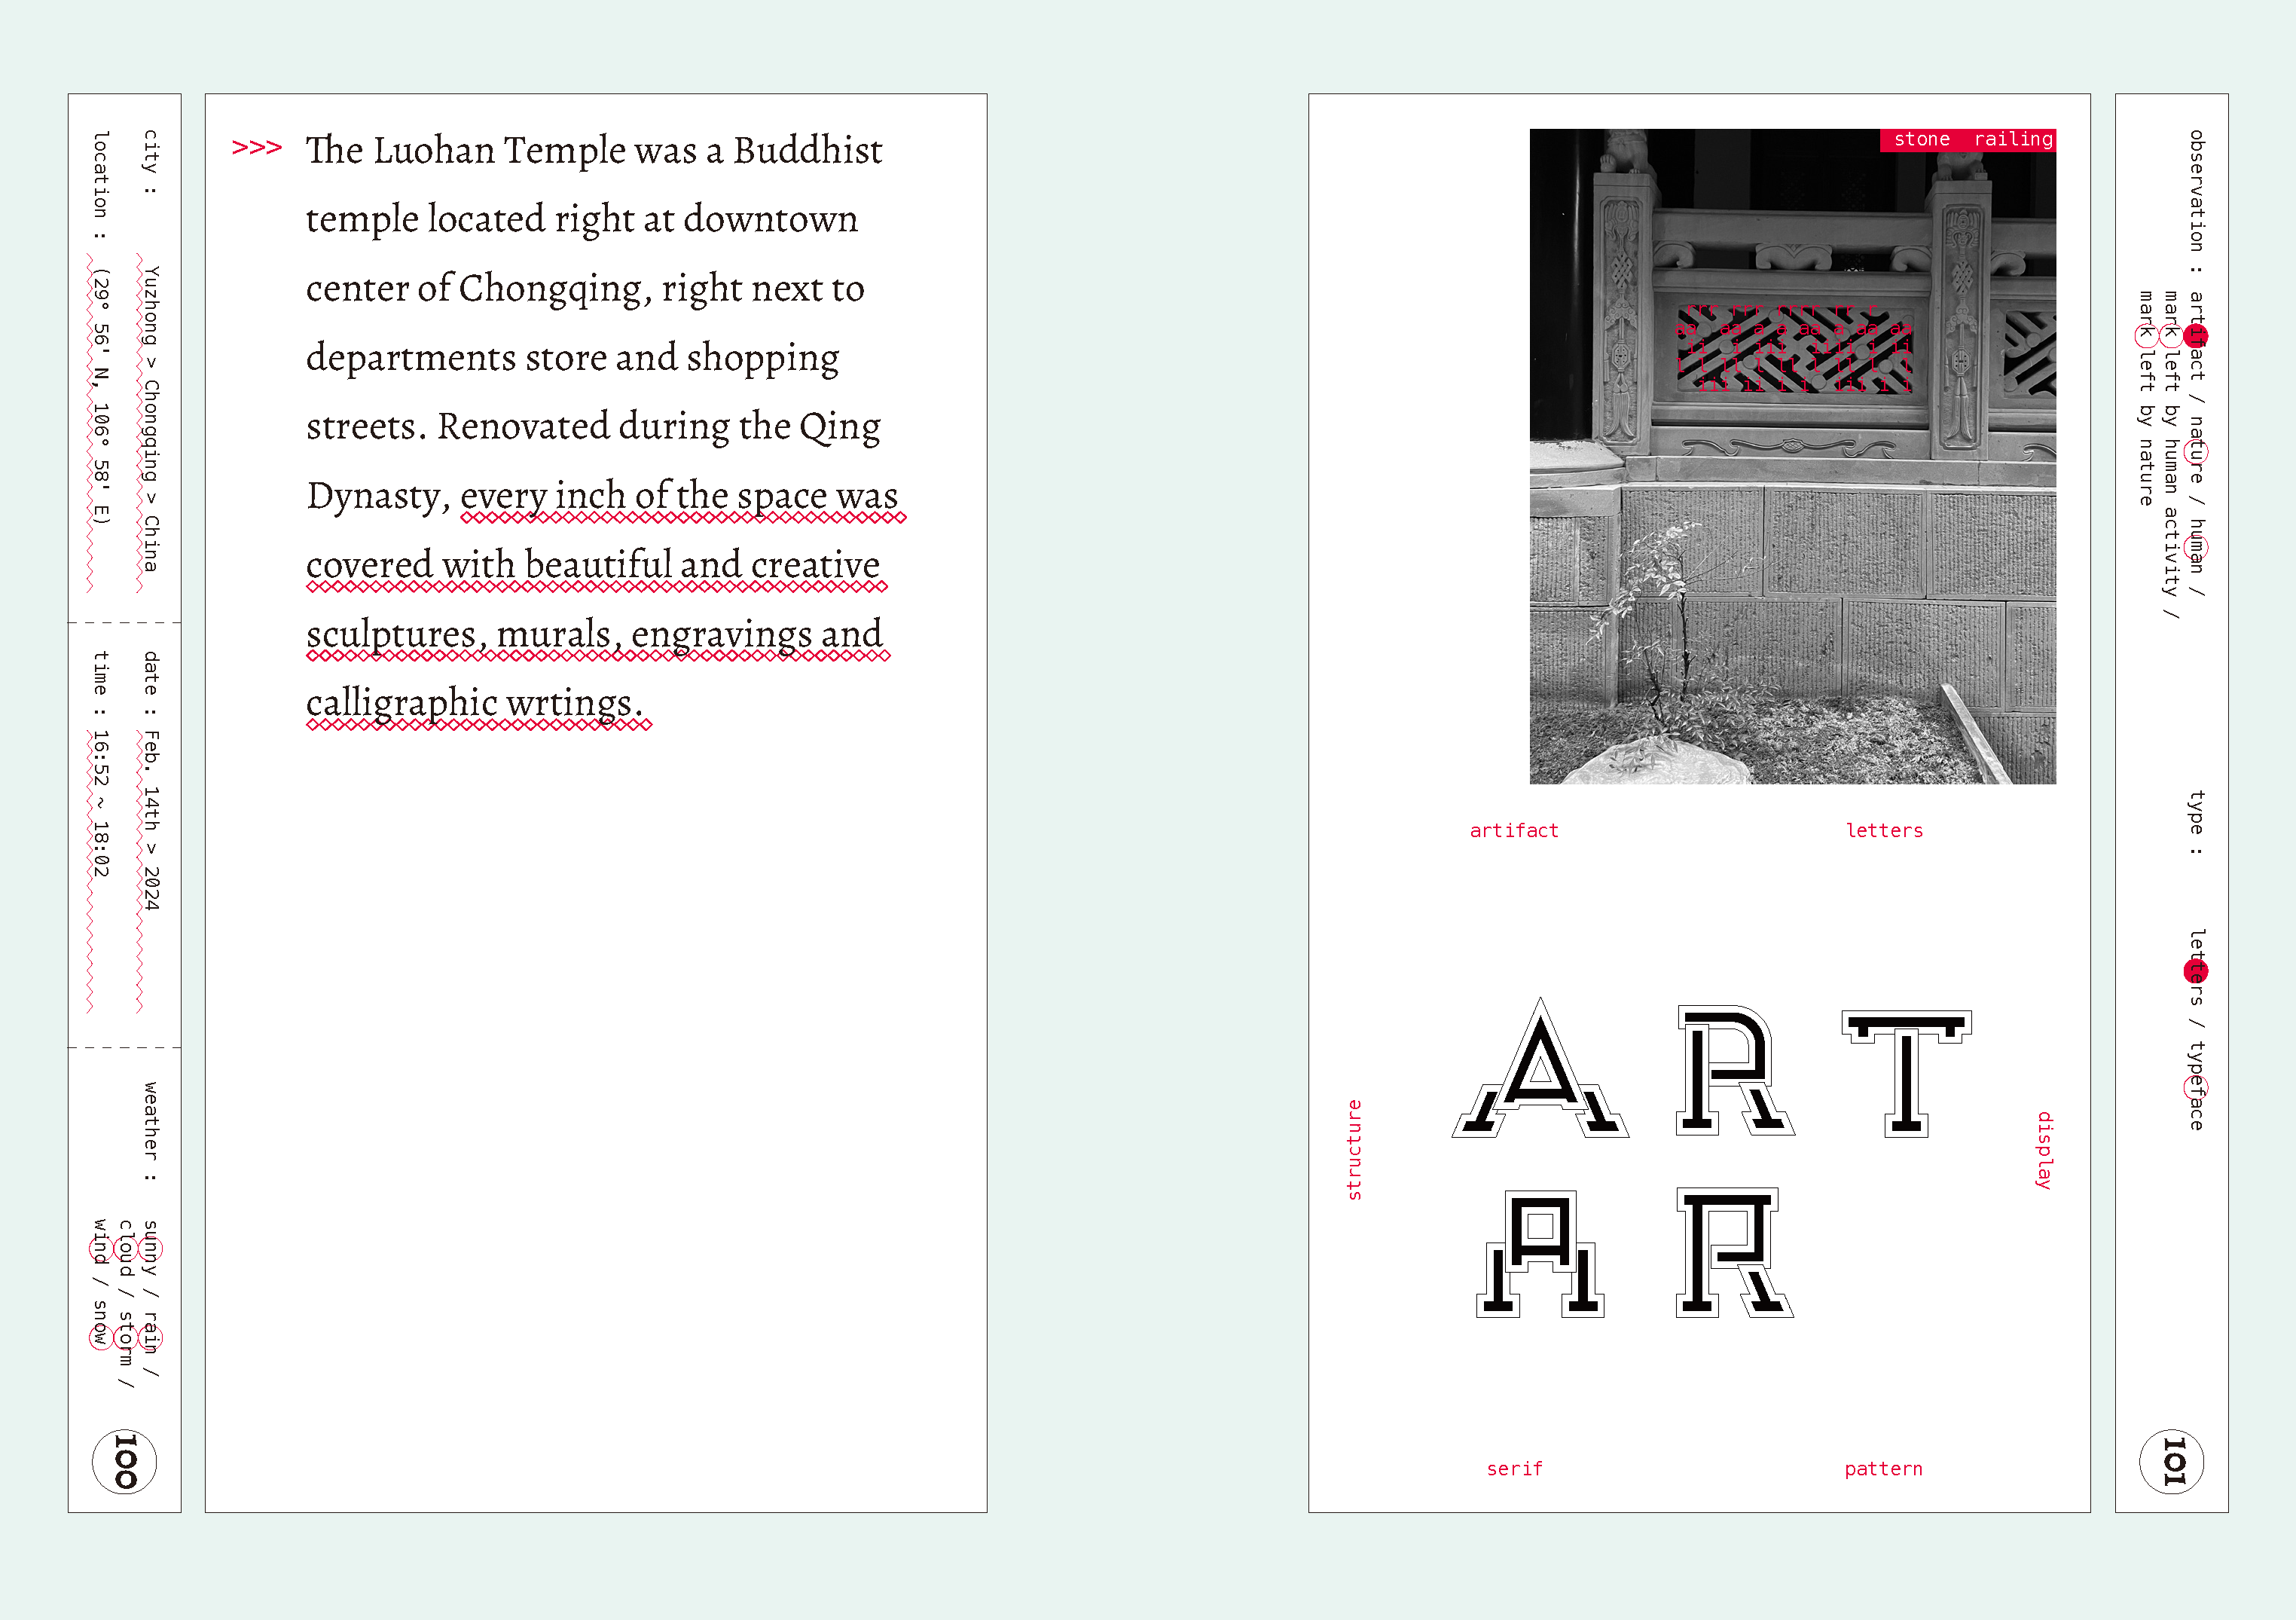 city : Yuzhong > Chongqing > China
location : (29° 56' N, 106° 58' E)
date : Feb. 14th > 2024
time : 16:52 ~ 18:02
weather : sunny / rain /
cloud / storm /
wind / snow
100
>>> The Luohan Temple was a Buddhist
temple located right at downtown
center of Chongqing, right next to
departments store and shopping
streets. Renovated during the Qing
Dynasty, every inch of the space was
covered with beautiful and creative
sculptures, murals, engravings and
calligraphic wrtings.
stone railing
artifact letters
structure
A R T
A R
display
serif pattern
observation : artifact / nature / human /
mark left by human activity /
mark left by nature
type : letters / typeface
101